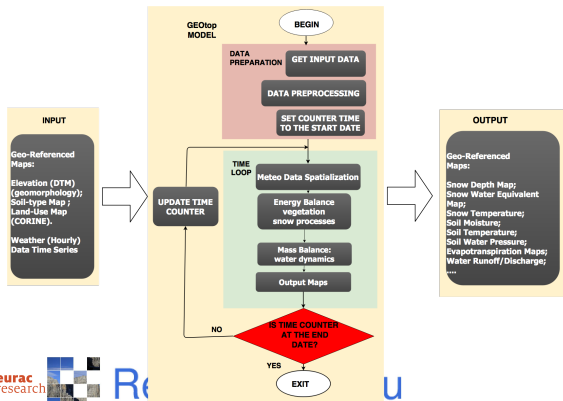 GEOtop
MODEL
BEGIN
DATA
PREPARATION
GET INPUT DATA
DATA PREPROCESSING
SET COUNTER TIME
TO THE START DATE
INPUT
Geo-Referenced
Maps:
Elevation (DTM)
(geomorphology);
Soil-type Map ;
Land-Use Map
(CORINE).
Weather (Hourly)
Data Time Series
UPDATE TIME
COUNTER
TIME
LOOP
Meteo Data Spatialization
Energy Balance
vegetation
snow processes
Mass Balance:
water dynamics
Output Maps
NO
IS TIME COUNTER
AT THE END
DATE?
YES
EXIT
OUTPUT
Geo-Referenced
Maps:
Snow Depth Map;
Snow Water Equivalent
Map;
Snow Temperature;
Soil Moisture;
Soil Temperature;
Soil Water Pressure;
Evapotranspiration Maps;
Water Runoff/Discharge;
....
eurac
research